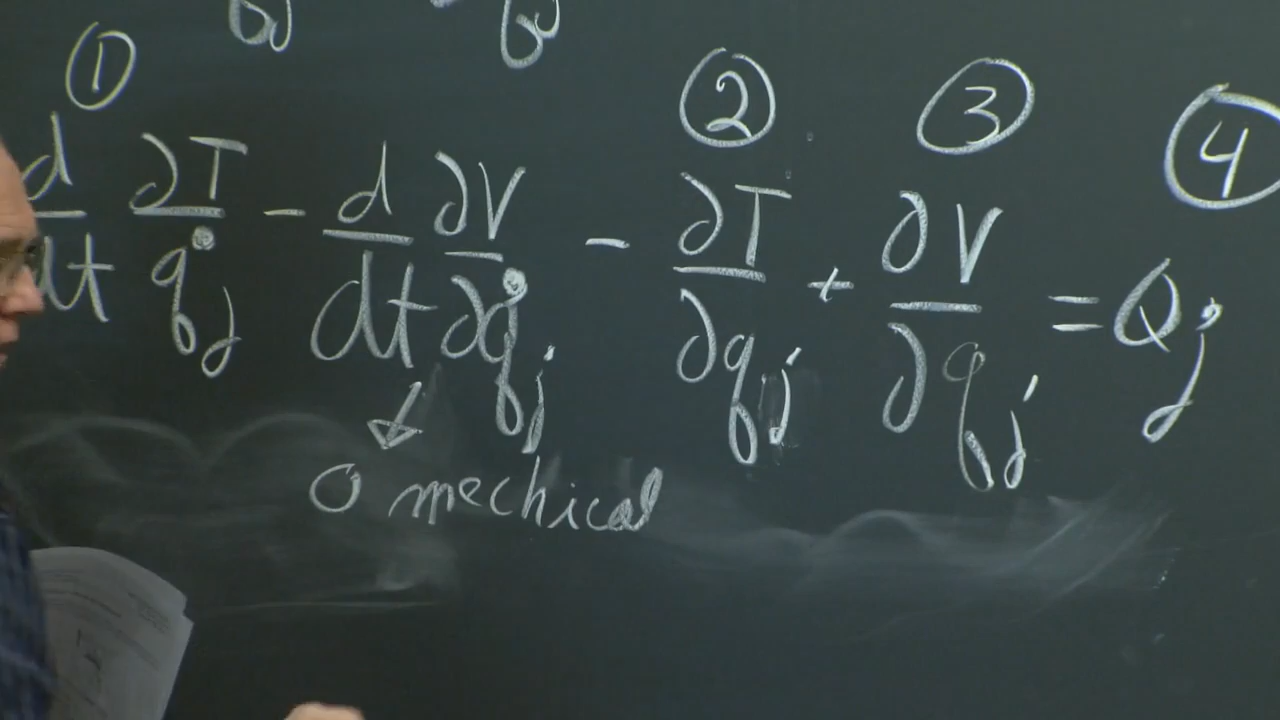 ① ② ③ ④
d/dt ∂T/q̇j - d/dt ∂V/∂q̇j - ∂T/∂qj + ∂V/∂qj = Qj
↓
0 mechical